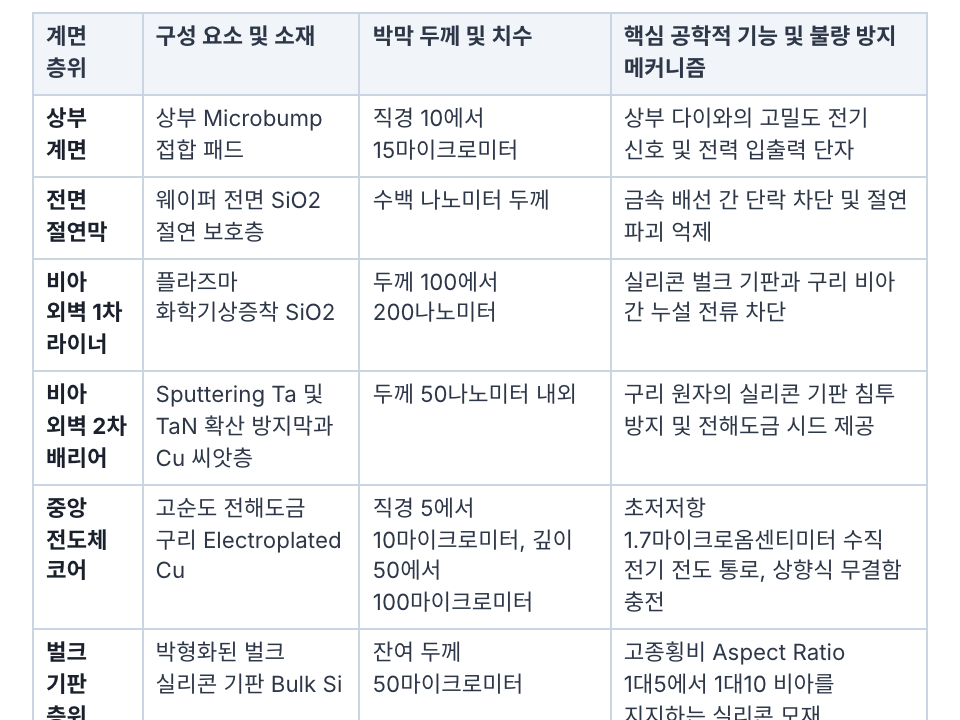 계면 층위 | 구성 요소 및 소재 | 박막 두께 및 치수 | 핵심 공학적 기능 및 불량 방지 메커니즘
상부 계면 | 상부 Microbump 접합 패드 | 직경 10에서 15마이크로미터 | 상부 다이와의 고밀도 전기 신호 및 전력 입출력 단자
전면 절연막 | 웨이퍼 전면 SiO2 절연 보호층 | 수백 나노미터 두께 | 금속 배선 간 단락 차단 및 절연 파괴 억제
비아 외벽 1차 라이너 | 플라즈마 화학기상증착 SiO2 | 두께 100에서 200나노미터 | 실리콘 벌크 기판과 구리 비아 간 누설 전류 차단
비아 외벽 2차 배리어 | Sputtering Ta 및 TaN 확산 방지막과 Cu 씨앗층 | 두께 50나노미터 내외 | 구리 원자의 실리콘 기판 침투 방지 및 전해도금 시드 제공
중앙 전도체 코어 | 고순도 전해도금 구리 Electroplated Cu | 직경 5에서 10마이크로미터, 깊이 50에서 100마이크로미터 | 초저저항 1.7마이크로옴센티미터 수직 전기 전도 통로, 상향식 무결함 충전
벌크 기판 층위 | 박형화된 벌크 실리콘 기판 Bulk Si | 잔여 두께 50마이크로미터 | 고종횡비 Aspect Ratio 1대5에서 1대10 비아를 지지하는 실리콘 모재